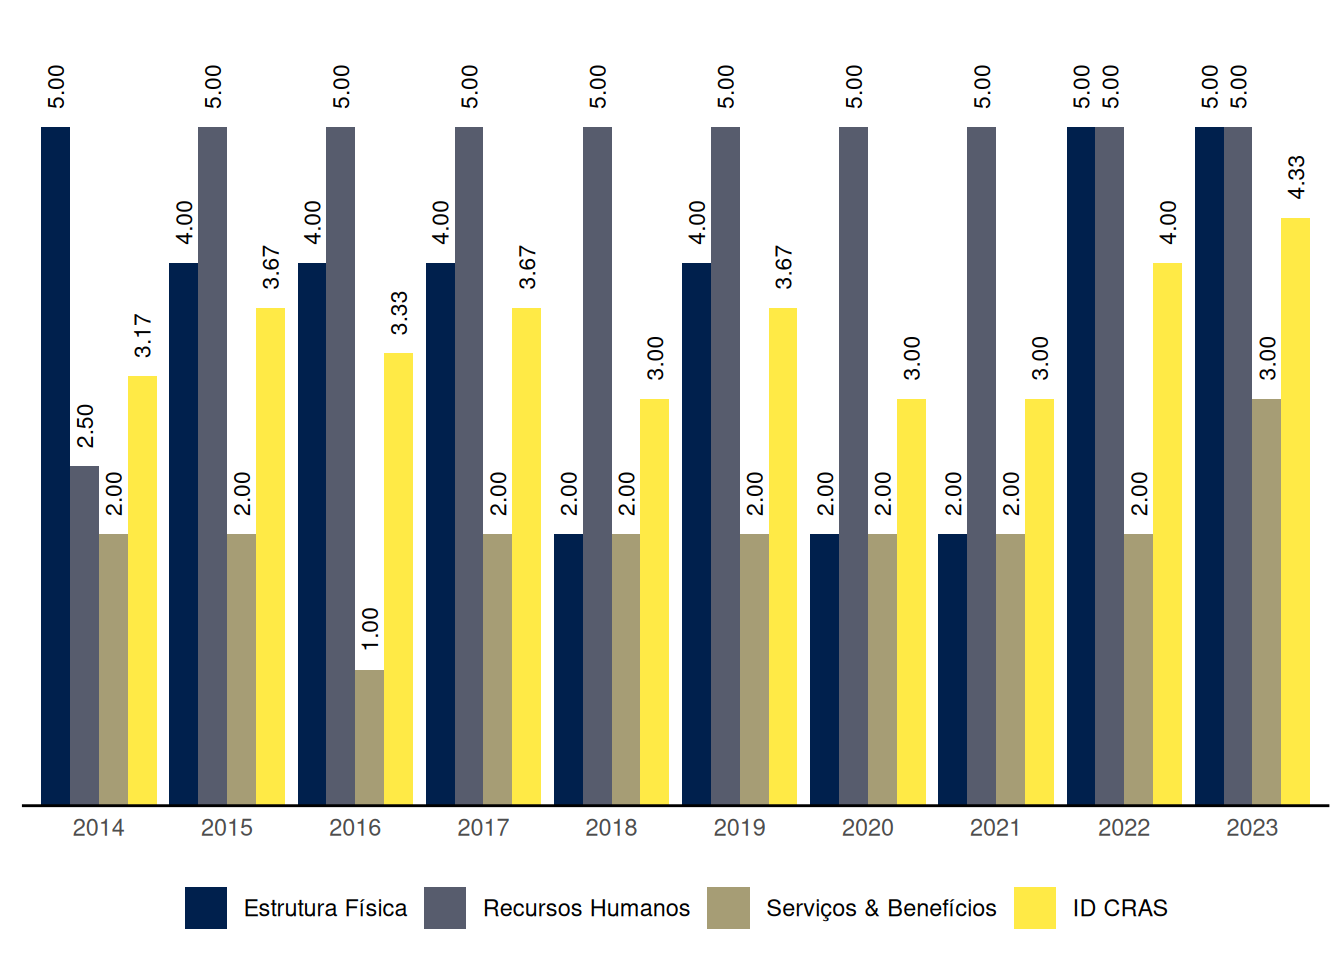 5.00 2.50 2.00 3.17 4.00 5.00 2.00 3.67 4.00 5.00 1.00 3.33 4.00 5.00 2.00 3.67 2.00 5.00 2.00 3.00 4.00 5.00 2.00 3.67 2.00 5.00 2.00 3.00 2.00 5.00 2.00 3.00 5.00 5.00 2.00 4.00 5.00 5.00 3.00 4.33
2014 2015 2016 2017 2018 2019 2020 2021 2022 2023
Estrutura Física Recursos Humanos Serviços & Benefícios ID CRAS